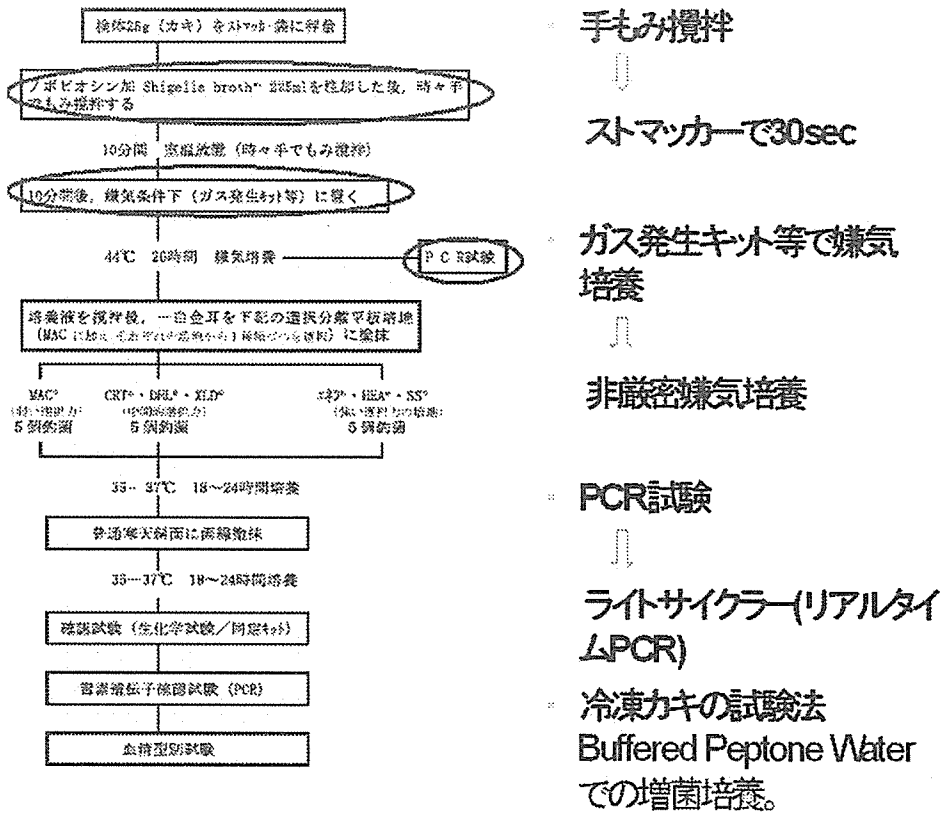 検体25g（カキ）をストマッカー袋に秤量
ノボビオシン加 Shigella broth 225mlを添加した後，時々手
でもみ攪拌する
10分間 室温放置（時々手でもみ攪拌）
10分間後，嫌気条件下（ガス発生キット等）に置く
44℃ 20時間 嫌気培養
ＰＣＲ試験
培養液を攪拌後，一白金耳を下記の選択分離平板培地
に塗抹
MAC
5個釣菌
・DHL・XLD
5個釣菌
・HEA・SS
5個釣菌
35-37℃ 18～24時間培養
普通寒天斜面に画線塗抹
35-37℃ 18～24時間培養
確認試験（生化学試験／同定キット）
遺伝子確認試験（PCR）
血清型別試験
手もみ攪拌
ストマッカーで30sec
ガス発生キット等で嫌気
培養
非厳密嫌気培養
PCR試験
ライトサイクラー(リアルタイ
ムPCR)
冷凍カキの試験法
Buffered Peptone Water
での増菌培養。